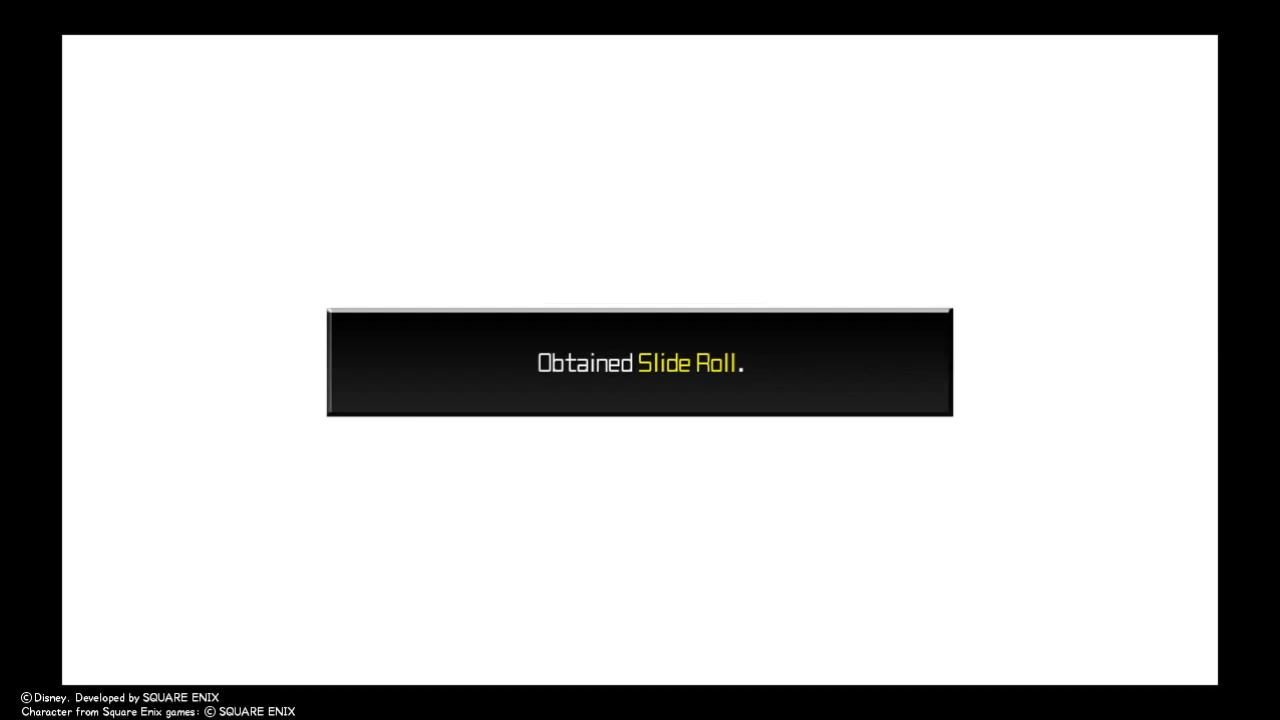 Obtained Slide Roll.
©Disney. Developed by SQUARE ENIX
Character from Square Enix games: © SQUARE ENIX